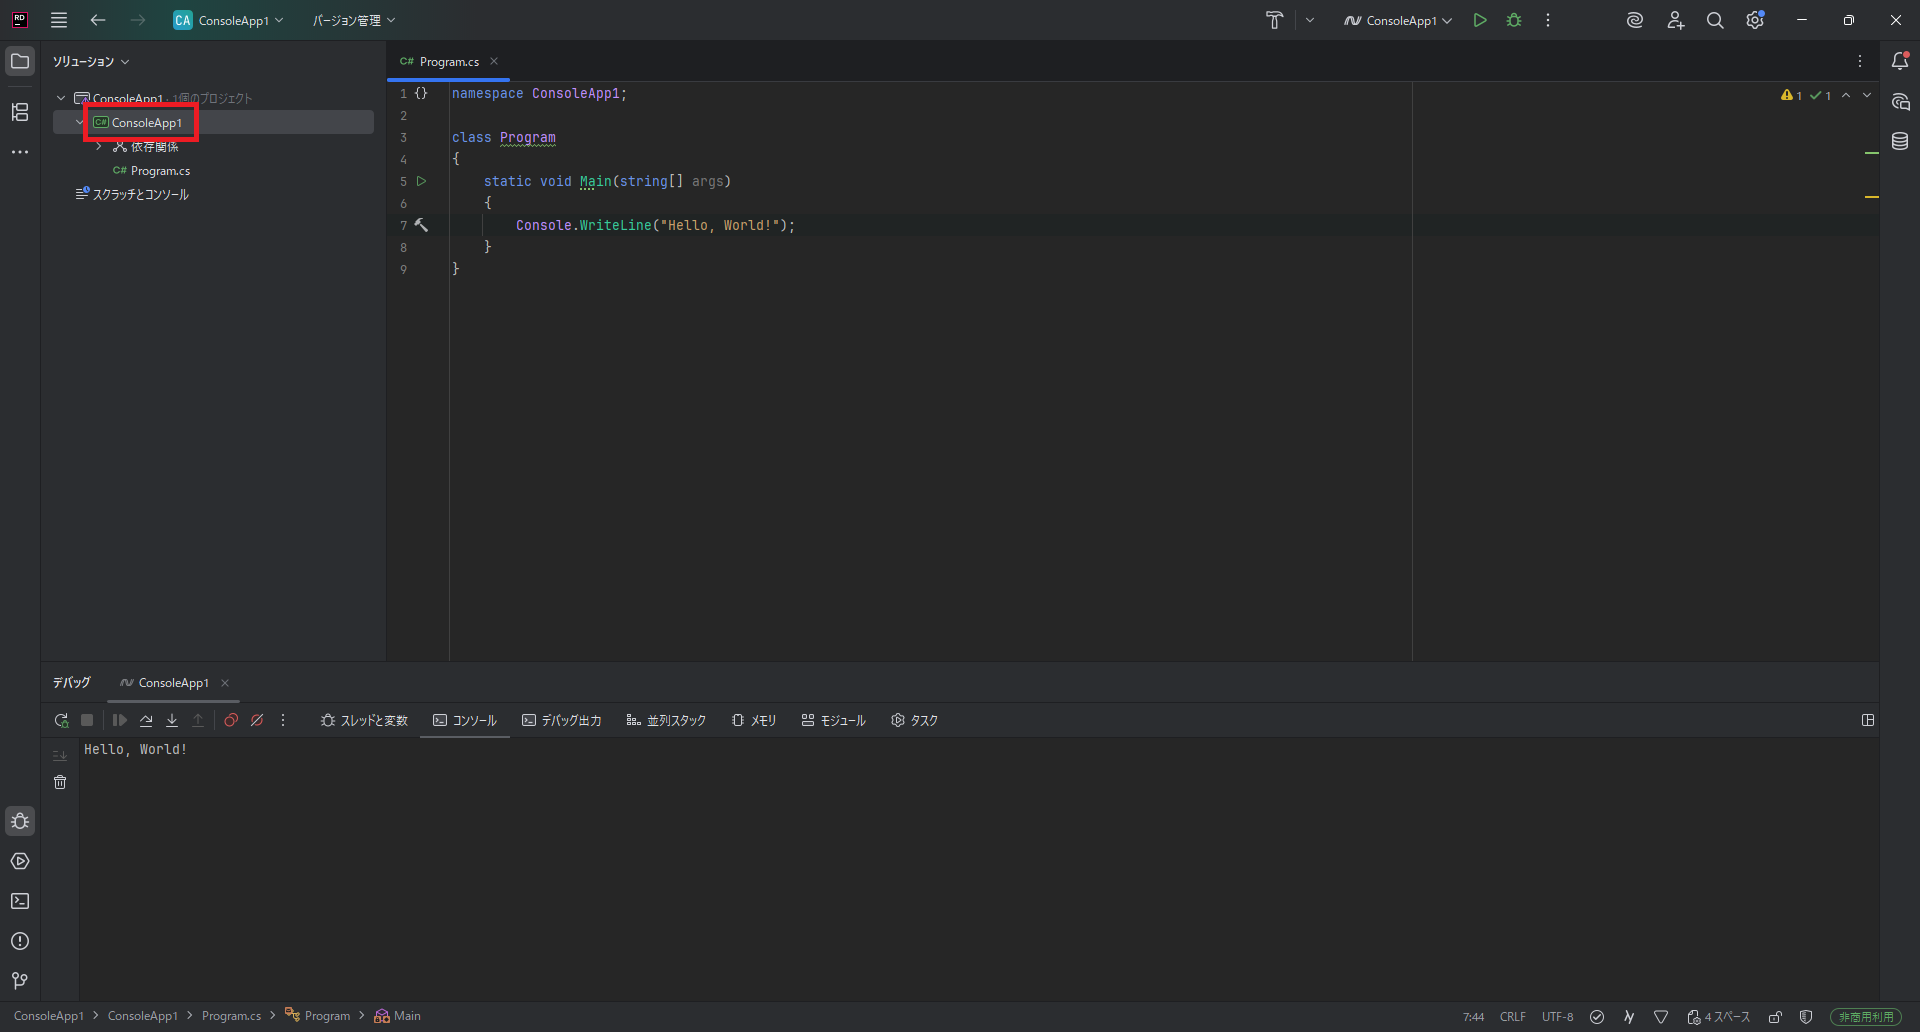 CA ConsoleApp1 バージョン管理 ConsoleApp1
ソリューション
ConsoleApp1 · 1個のプロジェクト
C# ConsoleApp1
依存関係
C# Program.cs
スクラッチとコンソール
C# Program.cs
1 {} namespace ConsoleApp1;
2
3 class Program
4 {
5 static void Main(string[] args)
6 {
7 Console.WriteLine("Hello, World!");
8 }
9 }
1 1
デバッグ ConsoleApp1
スレッドと変数 コンソール デバッグ出力 並列スタック メモリ モジュール タスク
Hello, World!
ConsoleApp1 > ConsoleApp1 > Program.cs > Program > Main
7:44 CRLF UTF-8 4 スペース 非商用利用